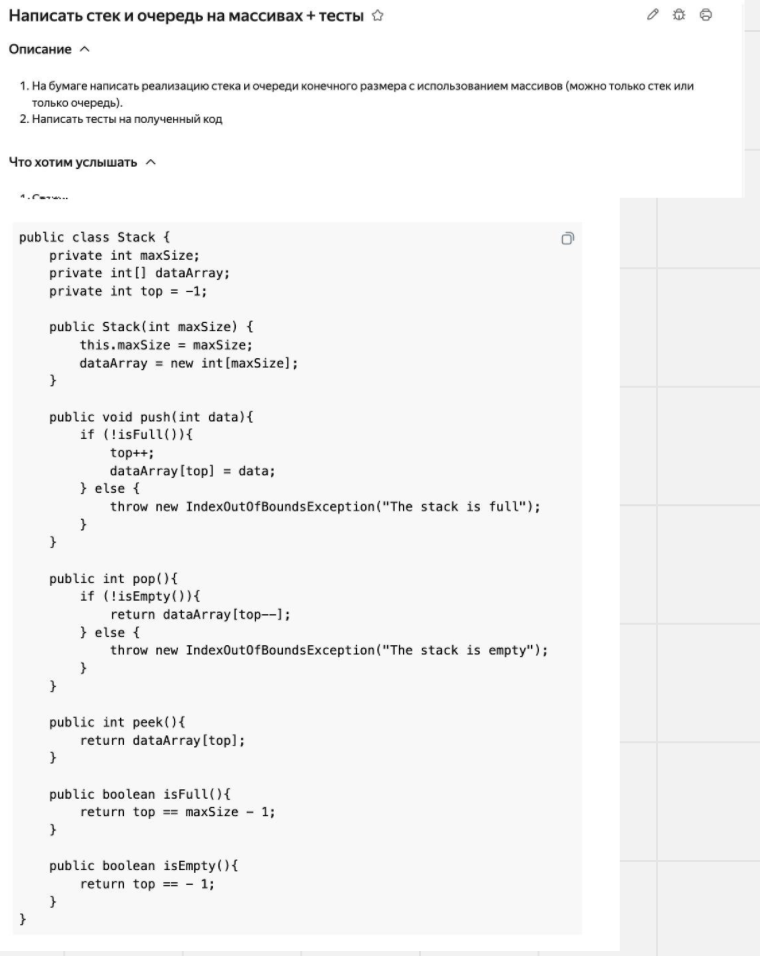 Написать стек и очередь на массивах + тесты
Описание
1. На бумаге написать реализацию стека и очереди конечного размера с использованием массивов (можно только стек или
только очередь).
2. Написать тесты на полученный код
Что хотим услышать
public class Stack {
    private int maxSize;
    private int[] dataArray;
    private int top = -1;
    public Stack(int maxSize) {
        this.maxSize = maxSize;
        dataArray = new int[maxSize];
    }
    public void push(int data){
        if (!isFull()){
            top++;
            dataArray[top] = data;
        } else {
            throw new IndexOutOfBoundsException("The stack is full");
        }
    }
    public int pop(){
        if (!isEmpty()){
            return dataArray[top--];
        } else {
            throw new IndexOutOfBoundsException("The stack is empty");
        }
    }
    public int peek(){
        return dataArray[top];
    }
    public boolean isFull(){
        return top == maxSize - 1;
    }
    public boolean isEmpty(){
        return top == - 1;
    }
}